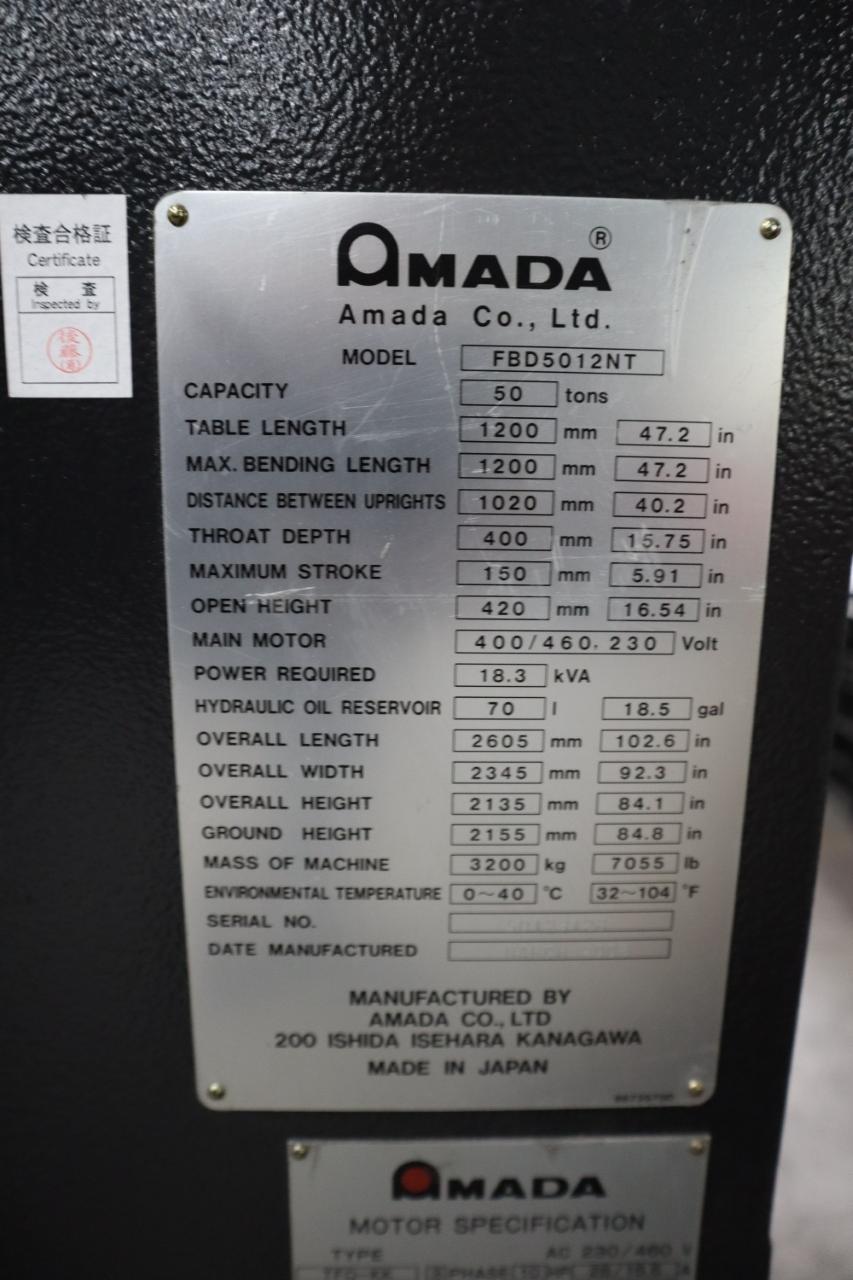 検査合格証
Certificate
検 査
Inspected by
後藤
AMADA®
Amada Co., Ltd.
MODEL FBD5012NT
CAPACITY 50 tons
TABLE LENGTH 1200 mm 47.2 in
MAX. BENDING LENGTH 1200 mm 47.2 in
DISTANCE BETWEEN UPRIGHTS 1020 mm 40.2 in
THROAT DEPTH 400 mm 15.75 in
MAXIMUM STROKE 150 mm 5.91 in
OPEN HEIGHT 420 mm 16.54 in
MAIN MOTOR 400/460. 230 Volt
POWER REQUIRED 18.3 kVA
HYDRAULIC OIL RESERVOIR 70 l 18.5 gal
OVERALL LENGTH 2605 mm 102.6 in
OVERALL WIDTH 2345 mm 92.3 in
OVERALL HEIGHT 2135 mm 84.1 in
GROUND HEIGHT 2155 mm 84.8 in
MASS OF MACHINE 3200 kg 7055 lb
ENVIRONMENTAL TEMPERATURE 0~40 °C 32~104 °F
SERIAL NO.
DATE MANUFACTURED
MANUFACTURED BY
AMADA CO., LTD
200 ISHIDA ISEHARA KANAGAWA
MADE IN JAPAN
AMADA
MOTOR SPECIFICATION
TYPE AC 230/460 V
PHASE